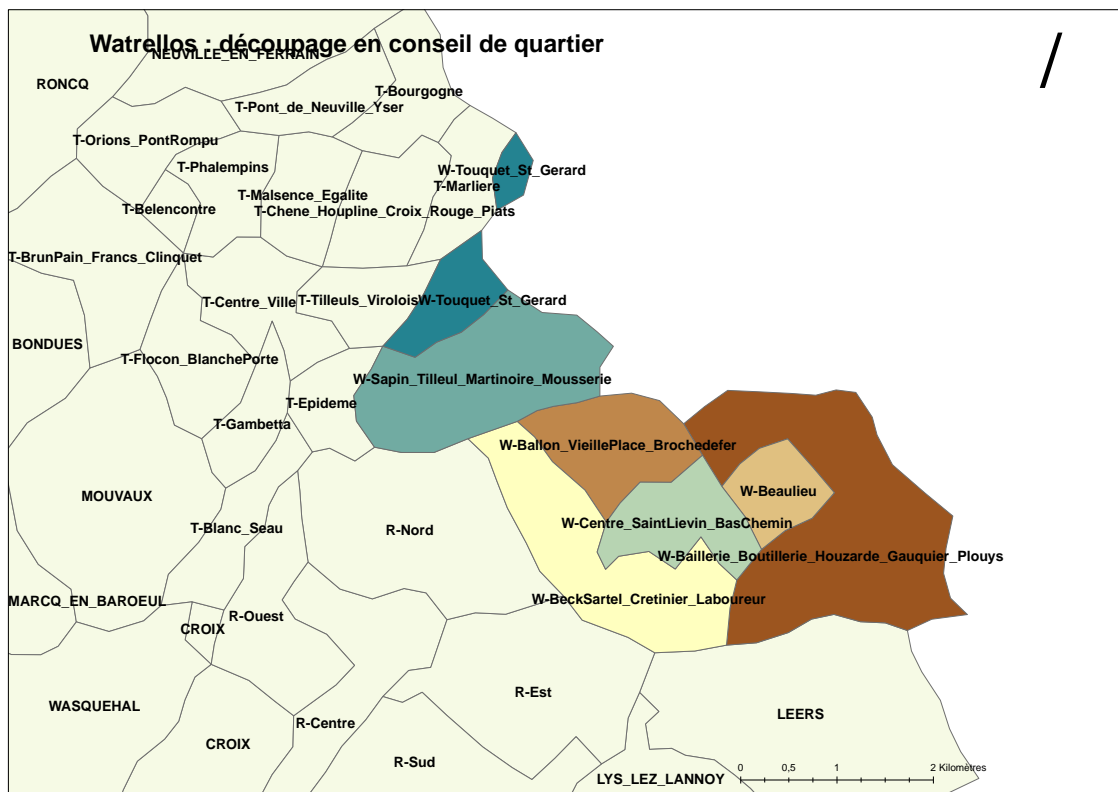 Watrellos : découpage en conseil de quartier
/
NEUVILLE_EN_FERRAIN
RONCQ
T-Bourgogne
T-Pont_de_Neuville_Yser
T-Orions_PontRompu
T-Phalempins
W-Touquet_St_Gerard
T-Marliere
T-Malsence_Egalite
T-Belencontre
T-Chene_Houpline_Croix_Rouge_Piats
T-BrunPain_Francs_Clinquet
T-Centre_Ville
T-Tilleuls_Virolois
W-Touquet_St_Gerard
BONDUES
T-Flocon_BlanchePorte
W-Sapin_Tilleul_Martinoire_Mousserie
T-Epideme
T-Gambetta
W-Ballon_VieillePlace_Brochedefer
W-Beaulieu
MOUVAUX
T-Blanc_Seau
R-Nord
W-Centre_SaintLievin_BasChemin
W-Baillerie_Boutillerie_Houzarde_Gauquier_Plouys
MARCQ_EN_BAROEUL
W-BeckSartel_Cretinier_Laboureur
R-Ouest
CROIX
R-Est
WASQUEHAL
LEERS
R-Centre
CROIX
R-Sud
LYS_LEZ_LANNOY
0 0,5 1 2 Kilomètres